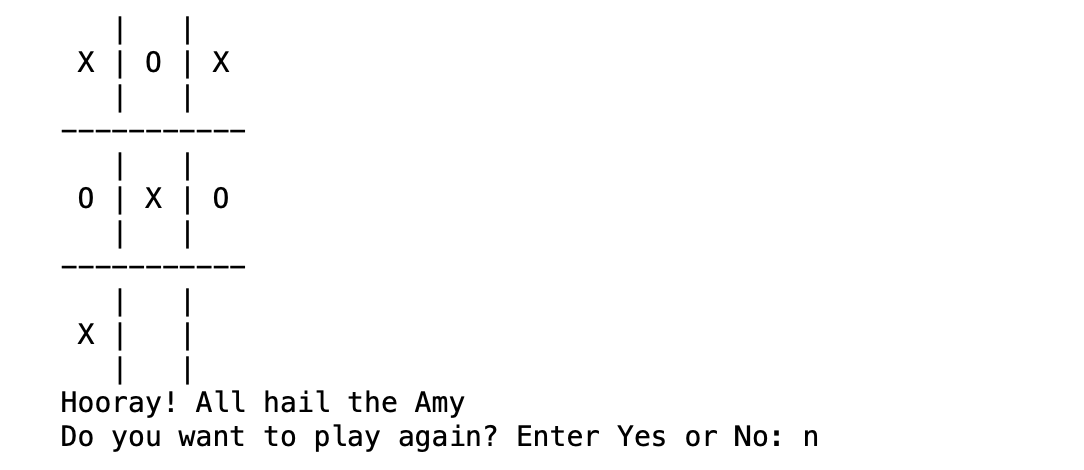 |   |
 X | O | X
   |   |
-----------
   |   |
 O | X | O
   |   |
-----------
   |   |
 X |   |
   |   |
Hooray! All hail the Amy
Do you want to play again? Enter Yes or No: n